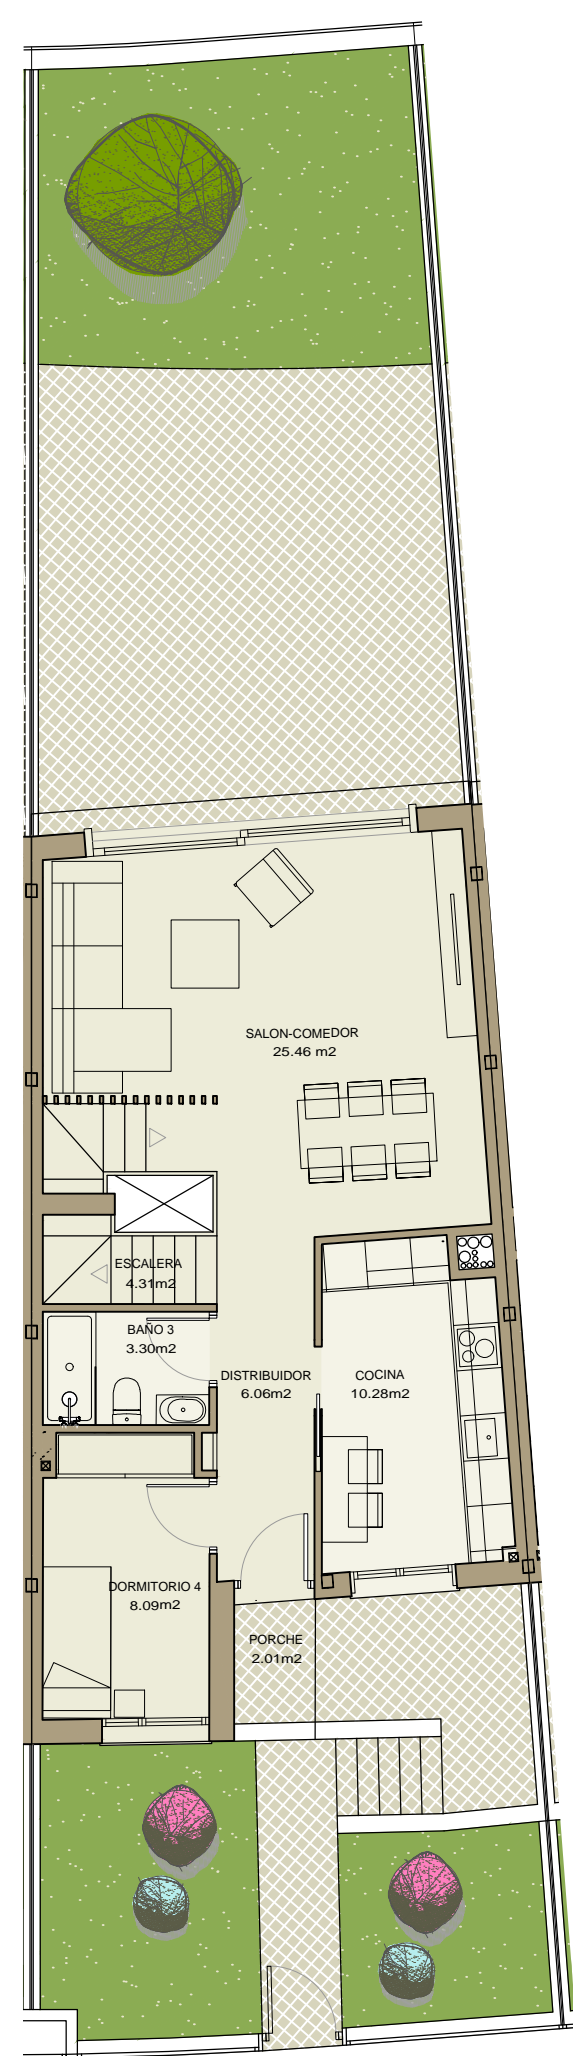 SALON-COMEDOR
25.46 m2
ESCALERA
4.31m2
BAÑO 3
3.30m2
DISTRIBUIDOR
6.06m2
COCINA
10.28m2
DORMITORIO 4
8.09m2
PORCHE
2.01m2